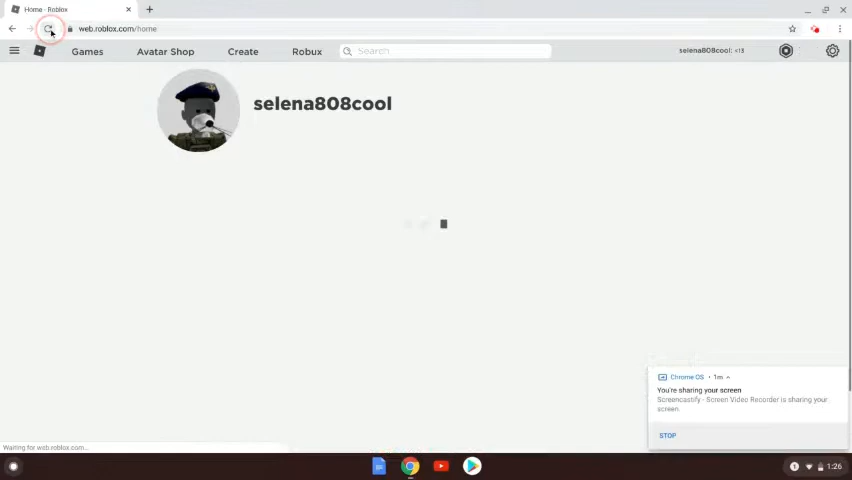 Home - Roblox
web.roblox.com/home
Games Avatar Shop Create Robux Search selena808cool: <13
selena808cool
Chrome OS • 1m
You're sharing your screen
Screencastify - Screen Video Recorder is sharing your
screen.
STOP
Waiting for web.roblox.com...
1 1:26